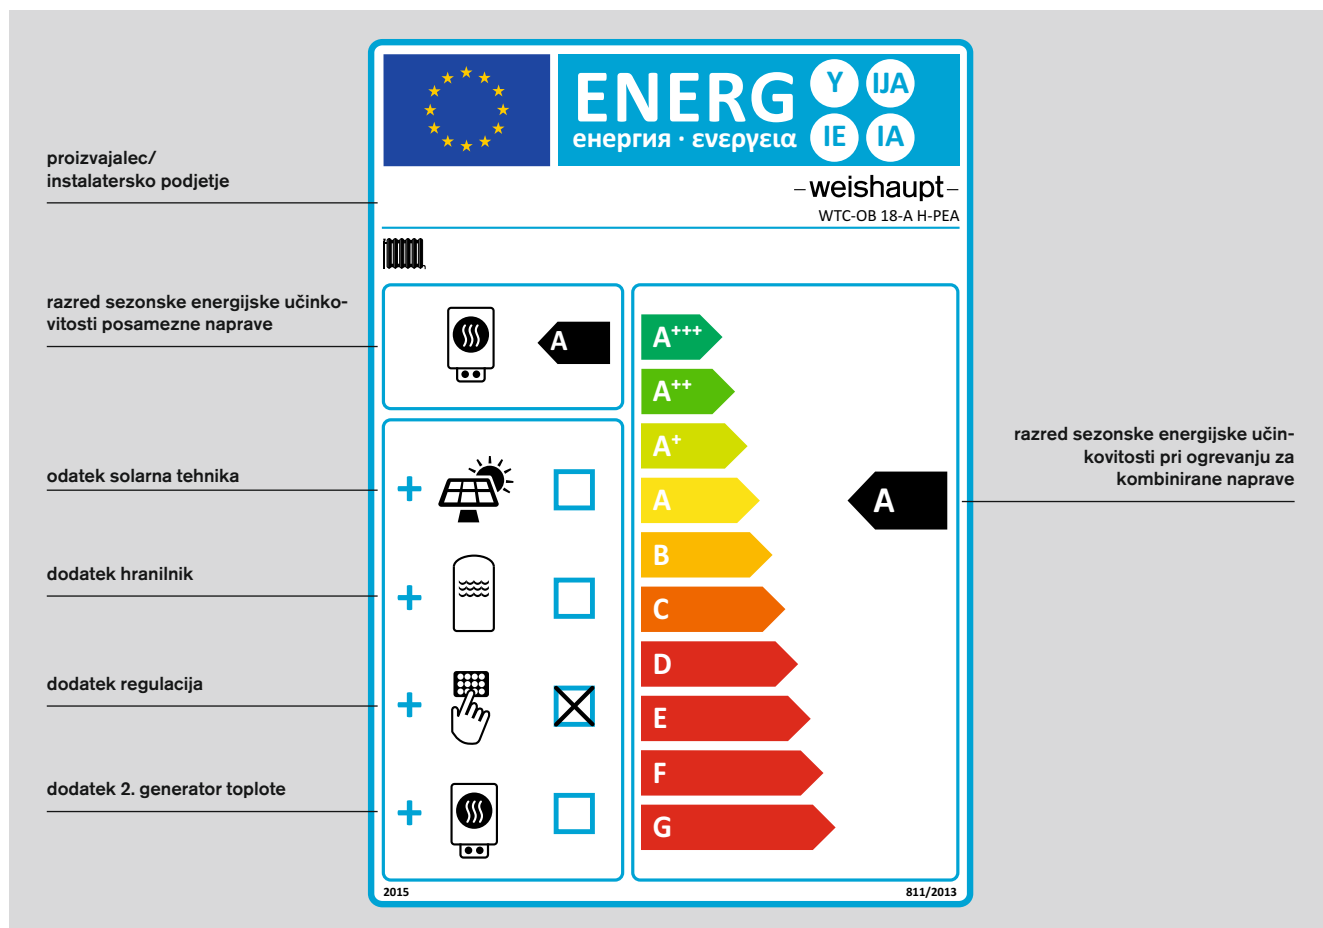 ENERG
енергия · ενεργεια
Y
IJA
IE
IA
proizvajalec/
instalatersko podjetje
–weishaupt–
WTC-OB 18-A H-PEA
razred sezonske energijske učinko-
vitosti posamezne naprave
A
odatek solarna tehnika
dodatek hranilnik
dodatek regulacija
dodatek 2. generator toplote
A+++
A++
A+
A
B
C
D
E
F
G
A
razred sezonske energijske učin-
kovitosti pri ogrevanju za
kombinirane naprave
2015
811/2013